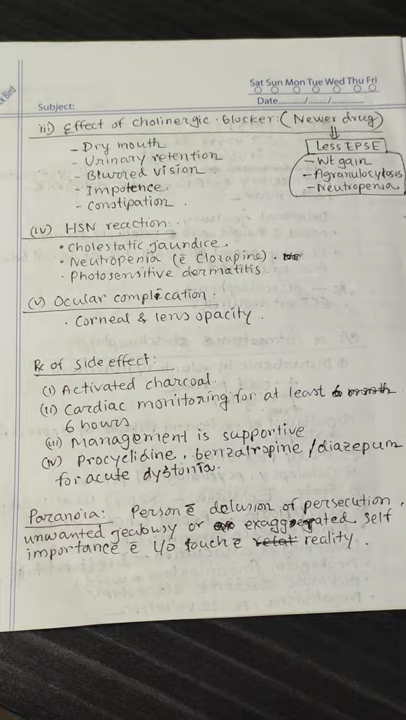 ck Bird
Sat Sun Mon Tue Wed Thu Fri
Subject:
Date............/........../...........
iii) Effect of cholinergic blocker: (Newer drug)
⇓
Less EPSE
- Wt gain
- Agranulocytosis
- Neutropenia
- Dry mouth
- Urinary retention
- Blurred vision
- Impotence.
- Constipation.
(iv) HSN reaction:
• Cholestatic jaundice.
• Neutropenia (c̄ Clozapine).
• Photosensitive dermatitis
(v) Ocular complication.
. Corneal & lens opacity.
Rx of side effect:
(i) Activated charcoal.
(ii) Cardiac monitoring for at least
6 hours
(iii) Management is supportive
(iv) Procyclidine, benzatropine/diazepum
for acute dystonia.
Paranoia: Person c̄ delusion of persecution,
unwanted jealousy or exaggerated self
importance c̄ l/o touch c̄ reality.